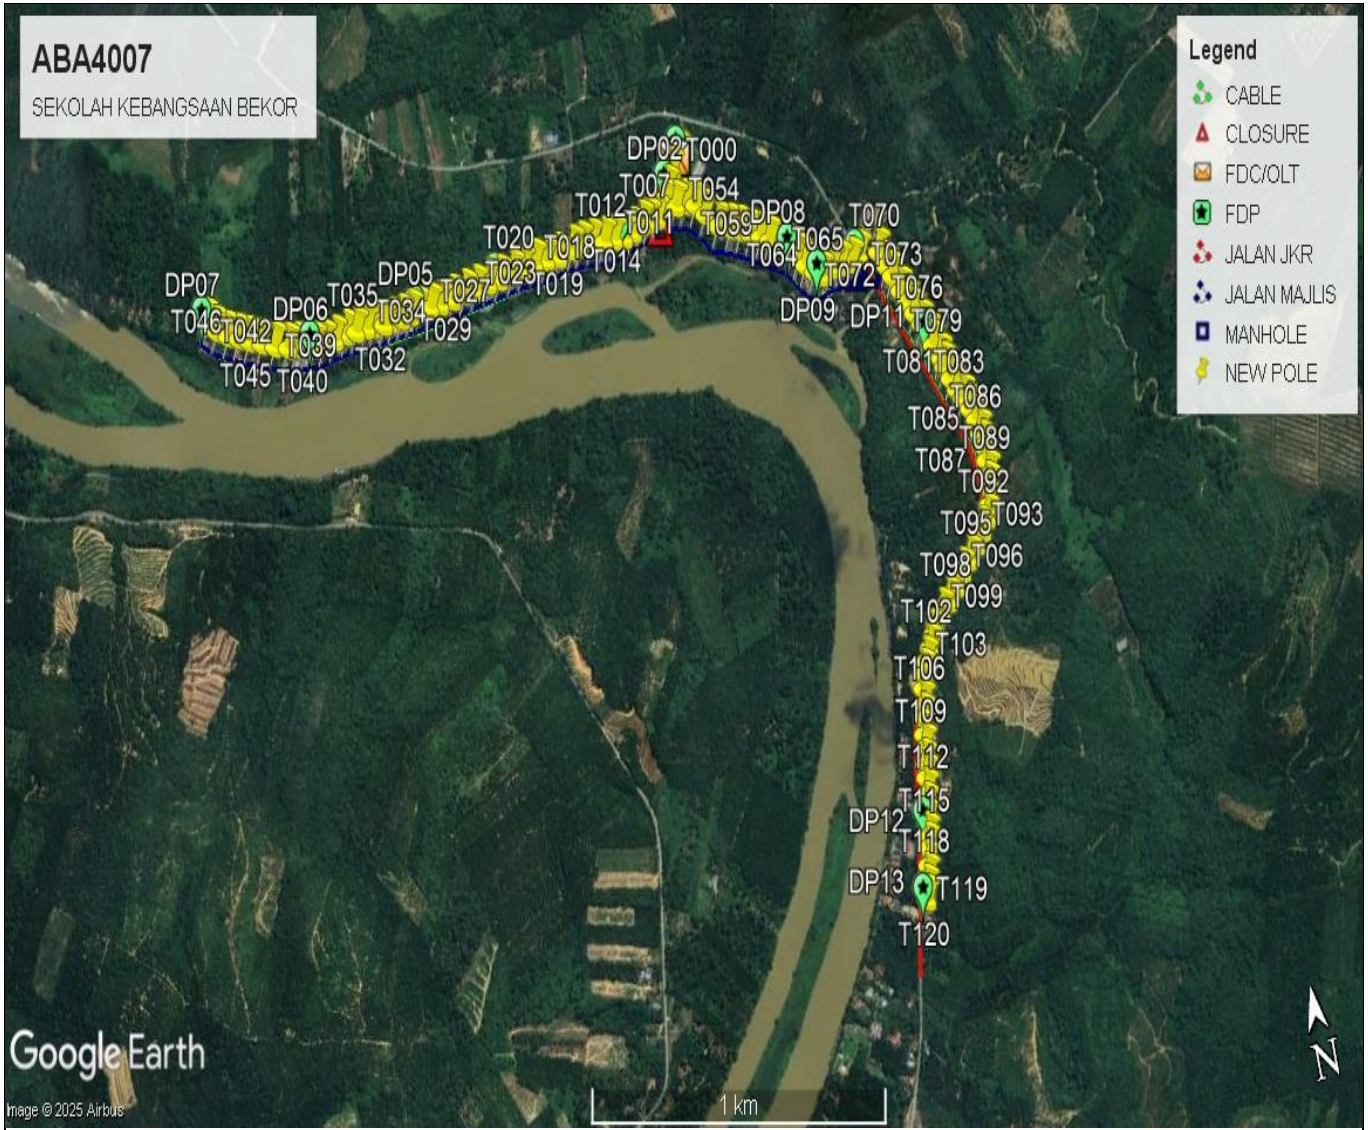 ABA4007
SEKOLAH KEBANGSAAN BEKOR
Legend
CABLE
CLOSURE
FDC/OLT
FDP
JALAN JKR
JALAN MAJLIS
MANHOLE
NEW POLE
DP02
T000
T007
T054
T012
T011
T059
DP08
T070
T020
T018
T014
T064
T065
T073
DP07
T046
T042
T045
DP06
T039
T040
T035
DP05
T034
T032
T027
T029
T023
T019
T072
DP09
T076
DP11
T079
T081
T083
T086
T085
T089
T087
T092
T093
T095
T096
T098
T099
T102
T103
T106
T109
T112
T115
DP12
T118
DP13
T119
T120
Google Earth
Image © 2025 Airbus
1 km
N